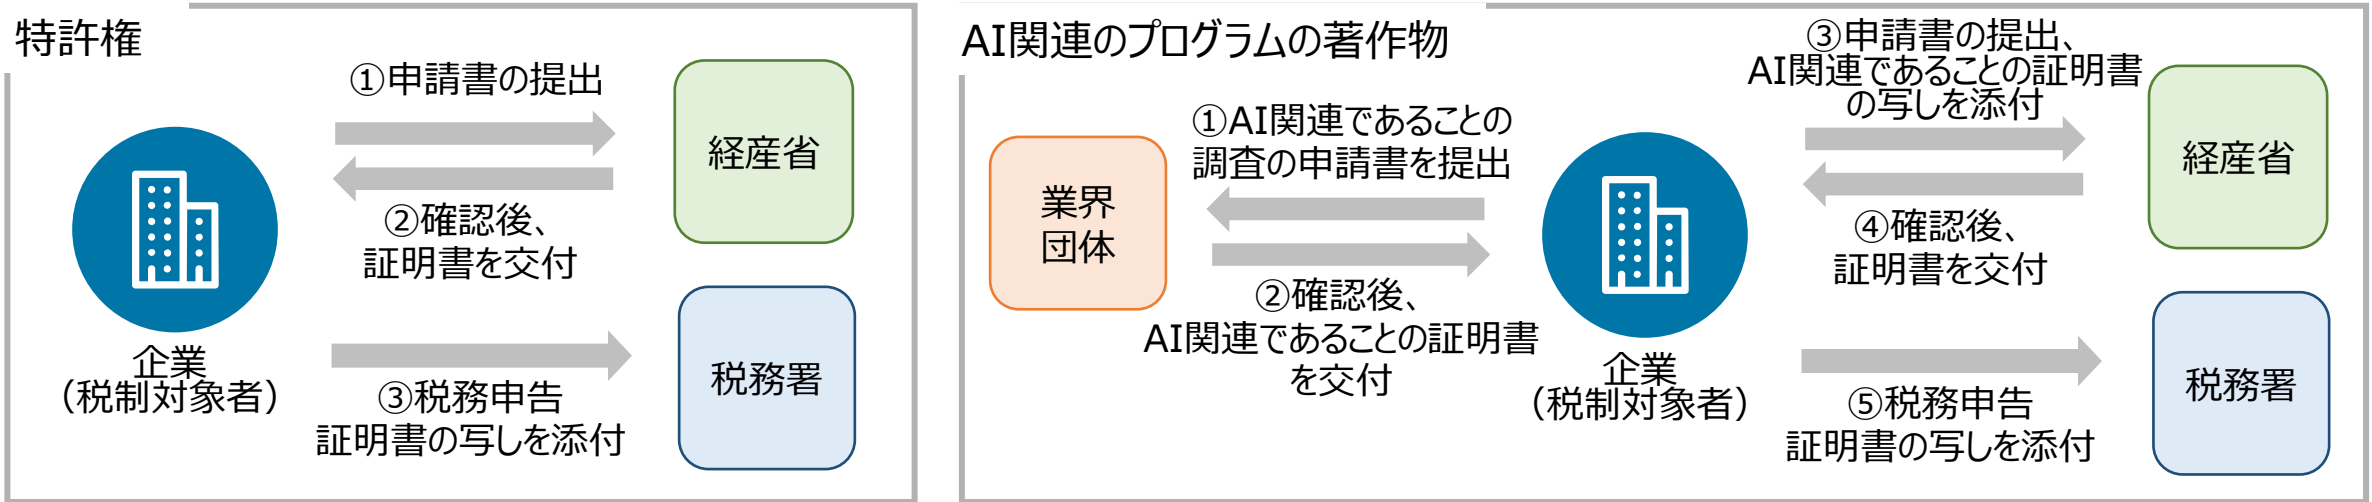 特許権
①申請書の提出
経産省
②確認後、
証明書を交付
企業
（税制対象者）
③税務申告
証明書の写しを添付
税務署
AI関連のプログラムの著作物
業界
団体
①AI関連であることの
調査の申請書を提出
②確認後、
AI関連であることの証明書
を交付
企業
（税制対象者）
③申請書の提出、
AI関連であることの証明書
の写しを添付
経産省
④確認後、
証明書を交付
⑤税務申告
証明書の写しを添付
税務署